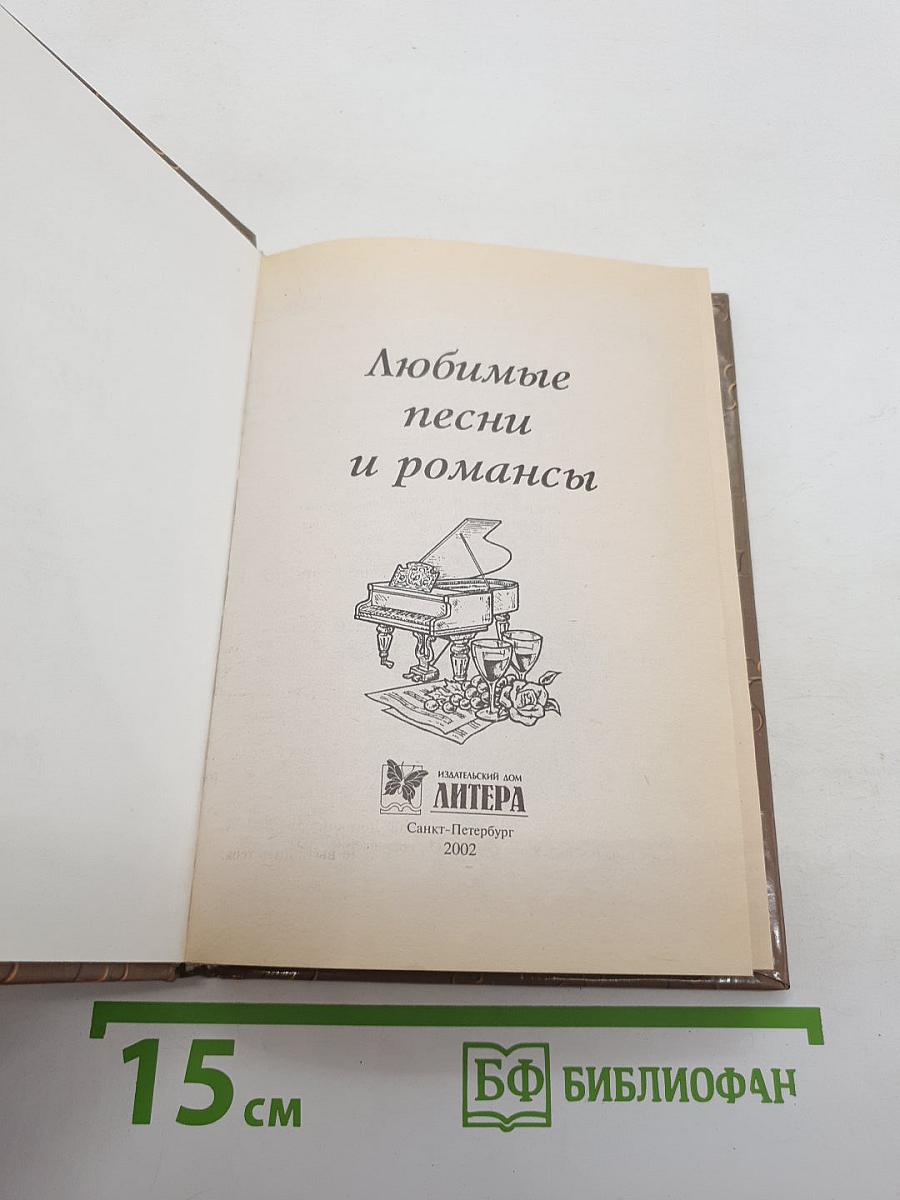 Любимые
песни
и романсы
ИЗДАТЕЛЬСКИЙ ДОМ
ЛИТЕРА
Санкт-Петербург
2002
15 см
БФ БИБЛИОФАН